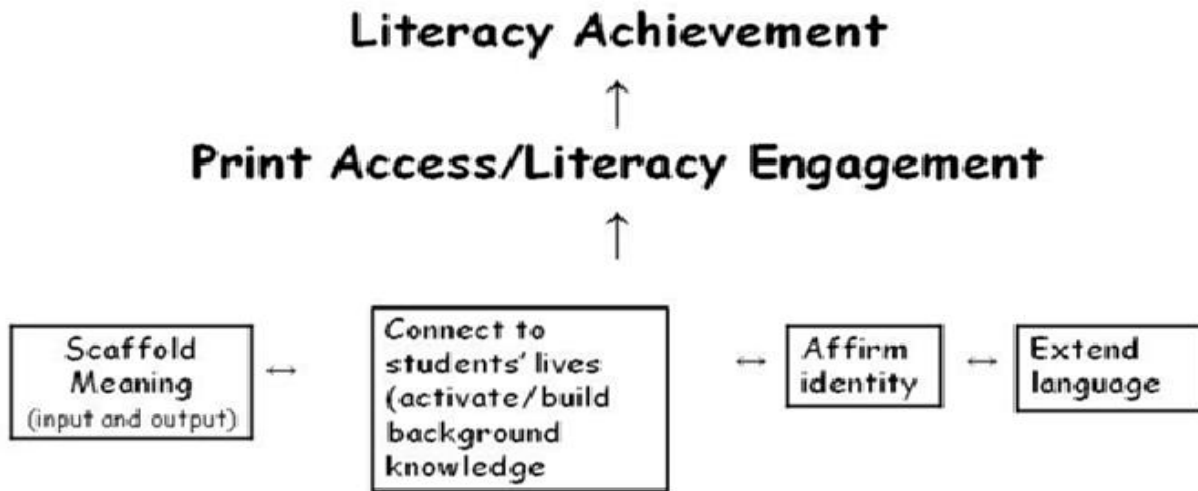 Literacy Achievement
↑
Print Access/Literacy Engagement
↑
Scaffold
Meaning
(input and output)
↔
Connect to
students' lives
(activate/build
background
knowledge
↔
Affirm
identity
↔
Extend
language